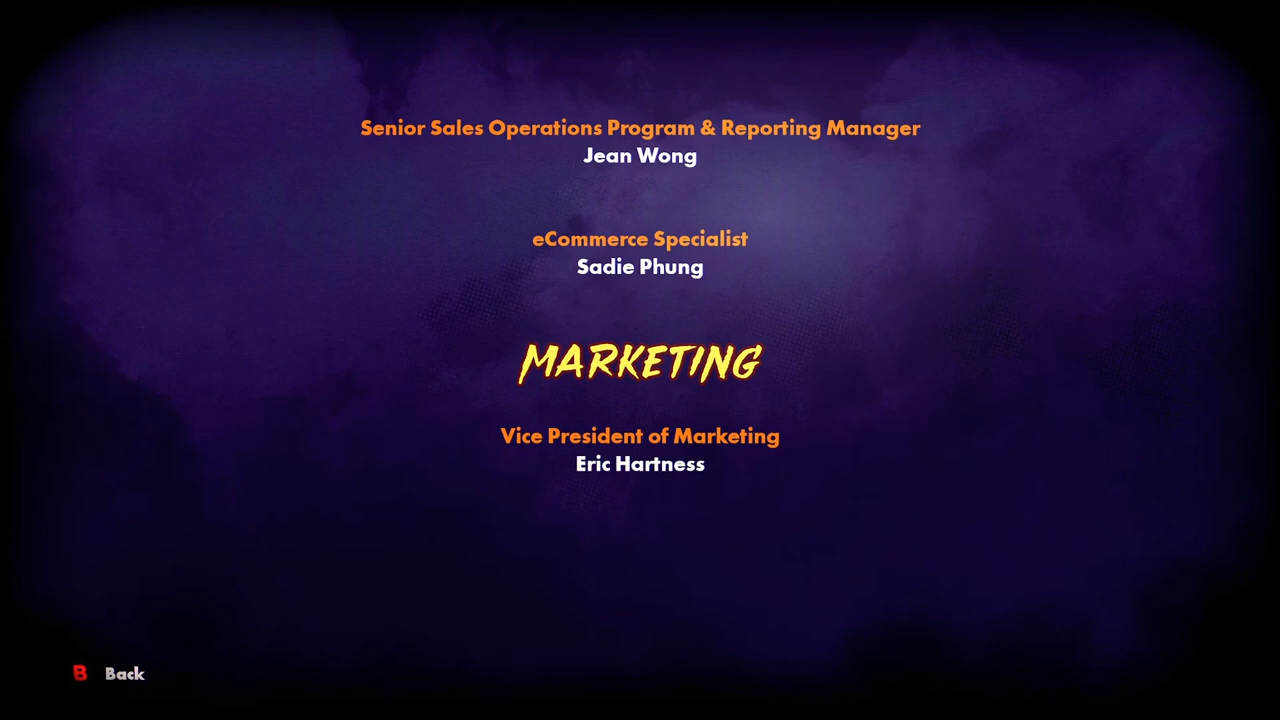 Senior Sales Operations Program & Reporting Manager
Jean Wong
eCommerce Specialist
Sadie Phung
MARKETING
Vice President of Marketing
Eric Hartness
B Back